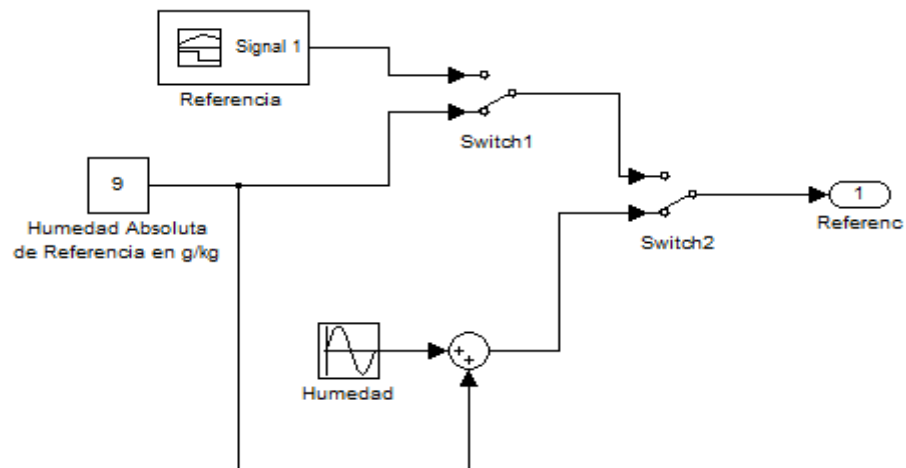 Signal 1
Referencia
Switch1
9
Humedad Absoluta
de Referencia en g/kg
1
Referenc
Switch2
Humedad
+
+